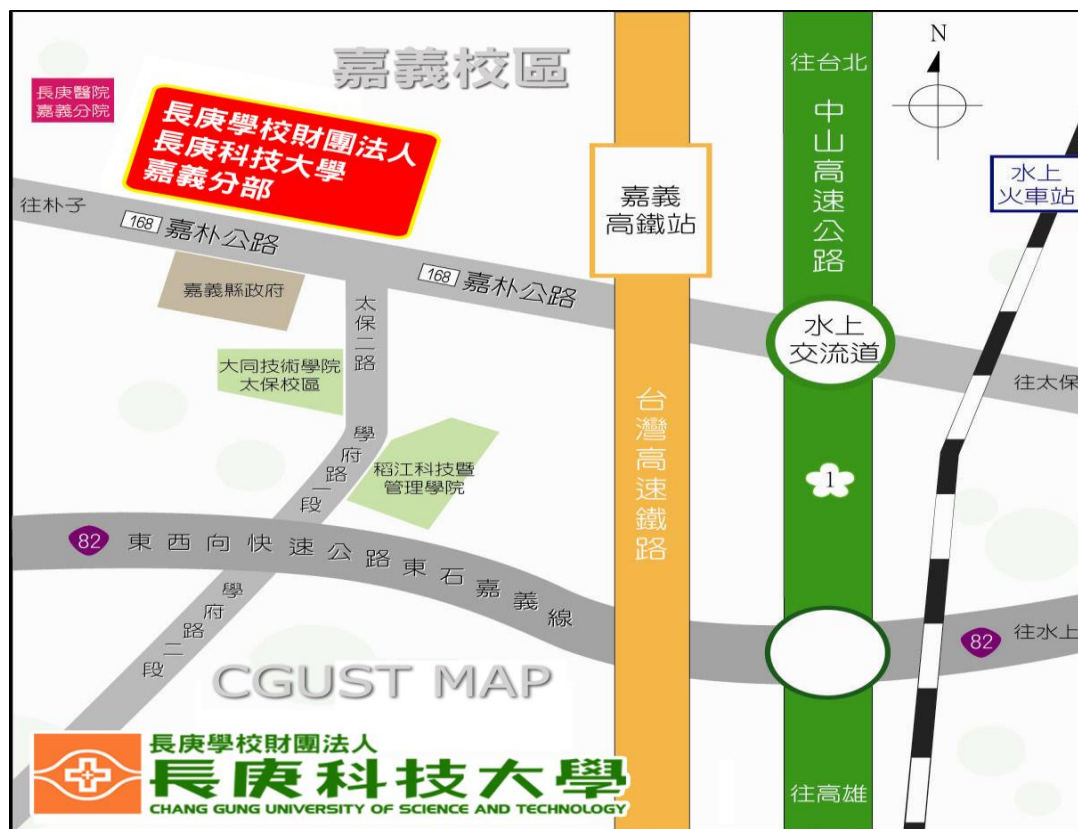 嘉義校區
N
往台北
長庚醫院
嘉義分院
長庚學校財團法人
長庚科技大學
嘉義分部
中山高速公路
水上
火車站
嘉義
高鐵站
往朴子
168 嘉朴公路
168 嘉朴公路
嘉義縣政府
太保二路
水上
交流道
大同技術學院
太保校區
往太保
台灣高速鐵路
學府路一段
稻江科技暨
管理學院
1
82 東西向快速公路東石嘉義線
學府路二段
82 往水上
CGUST MAP
長庚學校財團法人
長庚科技大學
CHANG GUNG UNIVERSITY OF SCIENCE AND TECHNOLOGY
往高雄